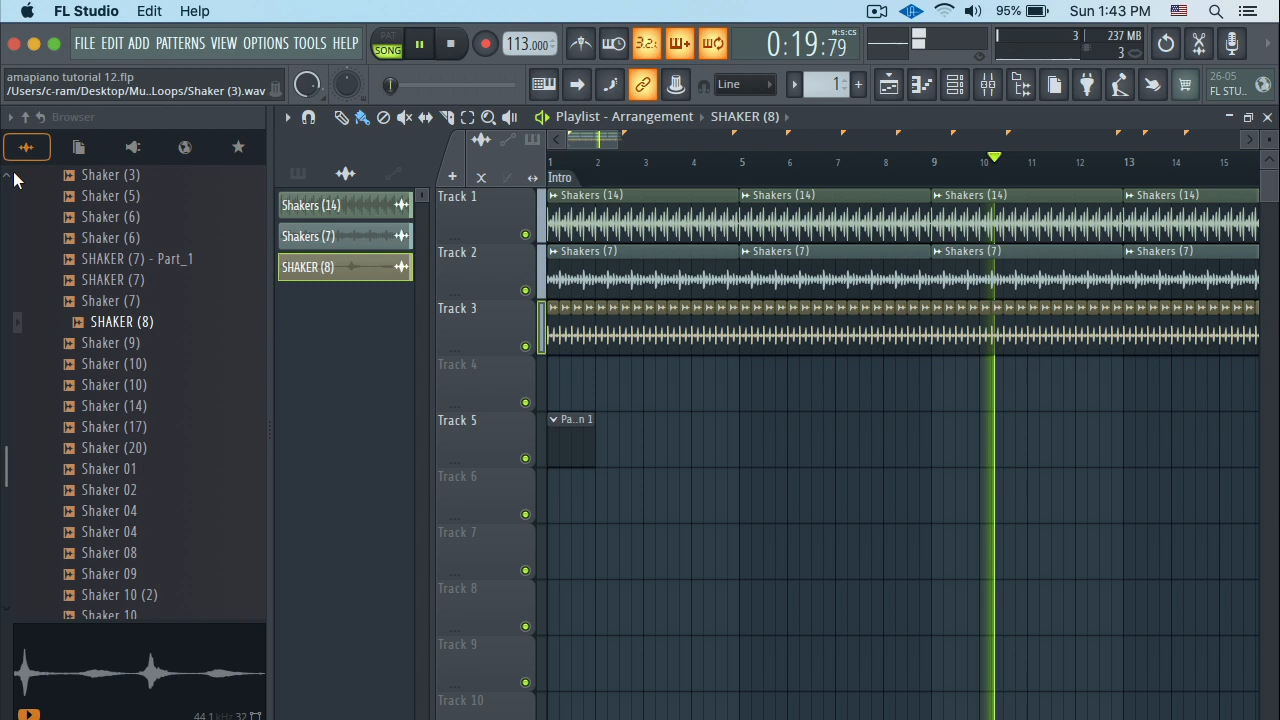 FL Studio Edit Help 95% Sun 1:43 PM
FILE EDIT ADD PATTERNS VIEW OPTIONS TOOLS HELP
PAT
SONG
113.000
3.2.
0:19:79
M:S:CS
3
237 MB
3
amapiano tutorial 12.flp
/Users/c-ram/Desktop/Mu..Loops/Shaker (3).wav
Line
1
26-05
FL STU..
Browser
Playlist - Arrangement SHAKER (8)
Shaker (3)
Shaker (5)
Shaker (6)
Shaker (6)
SHAKER (7) - Part_1
SHAKER (7)
Shaker (7)
SHAKER (8)
Shaker (9)
Shaker (10)
Shaker (10)
Shaker (14)
Shaker (17)
Shaker (20)
Shaker 01
Shaker 02
Shaker 04
Shaker 04
Shaker 08
Shaker 09
Shaker 10 (2)
Shaker 10
44.1 kHz 32
Shakers (14)
Shakers (7)
SHAKER (8)
1 2 3 4 5 6 7 8 9 10 11 12 13 14 15
Intro
Track 1
Shakers (14) Shakers (14) Shakers (14) Shakers (14)
Track 2
Shakers (7) Shakers (7) Shakers (7) Shakers (7)
Track 3
Track 4
Track 5
Pa..n 1
Track 6
Track 7
Track 8
Track 9
Track 10